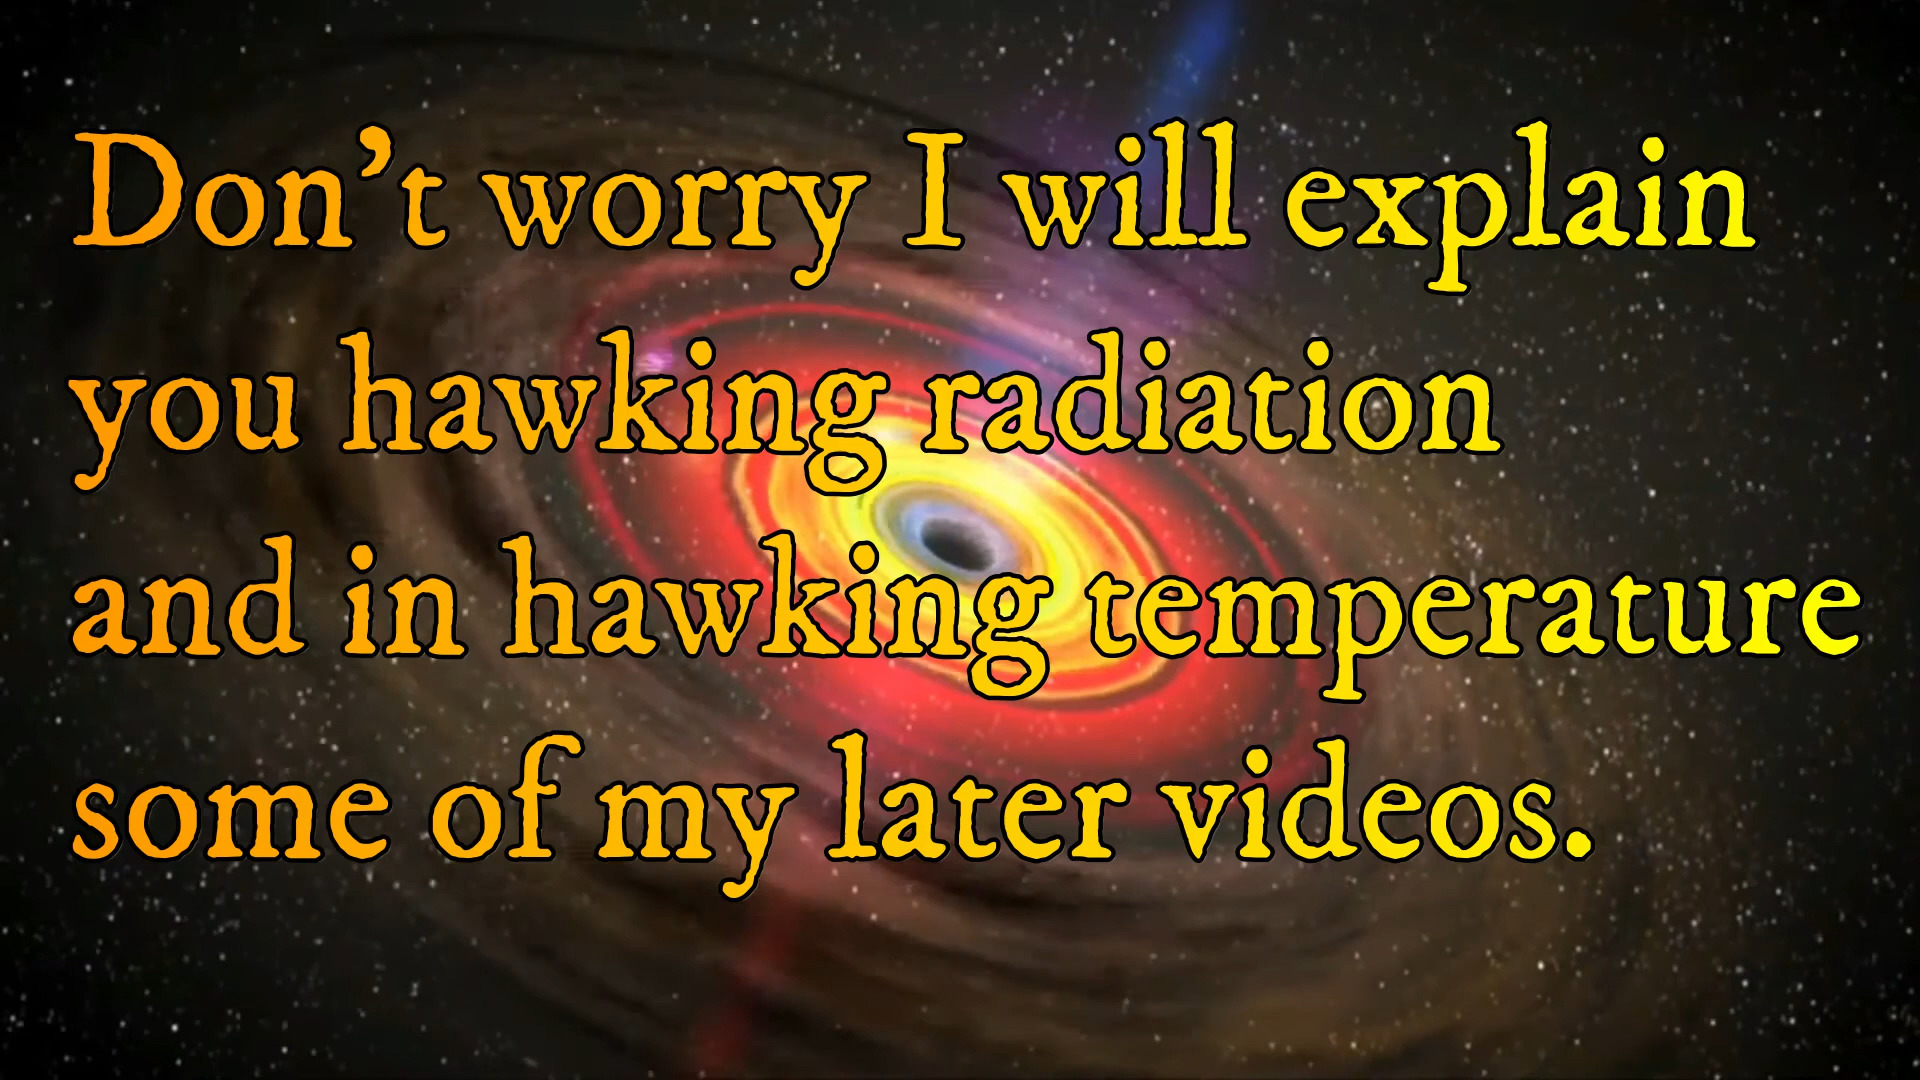 Don't worry I will explain
you hawking radiation
and in hawking temperature
some of my later videos.